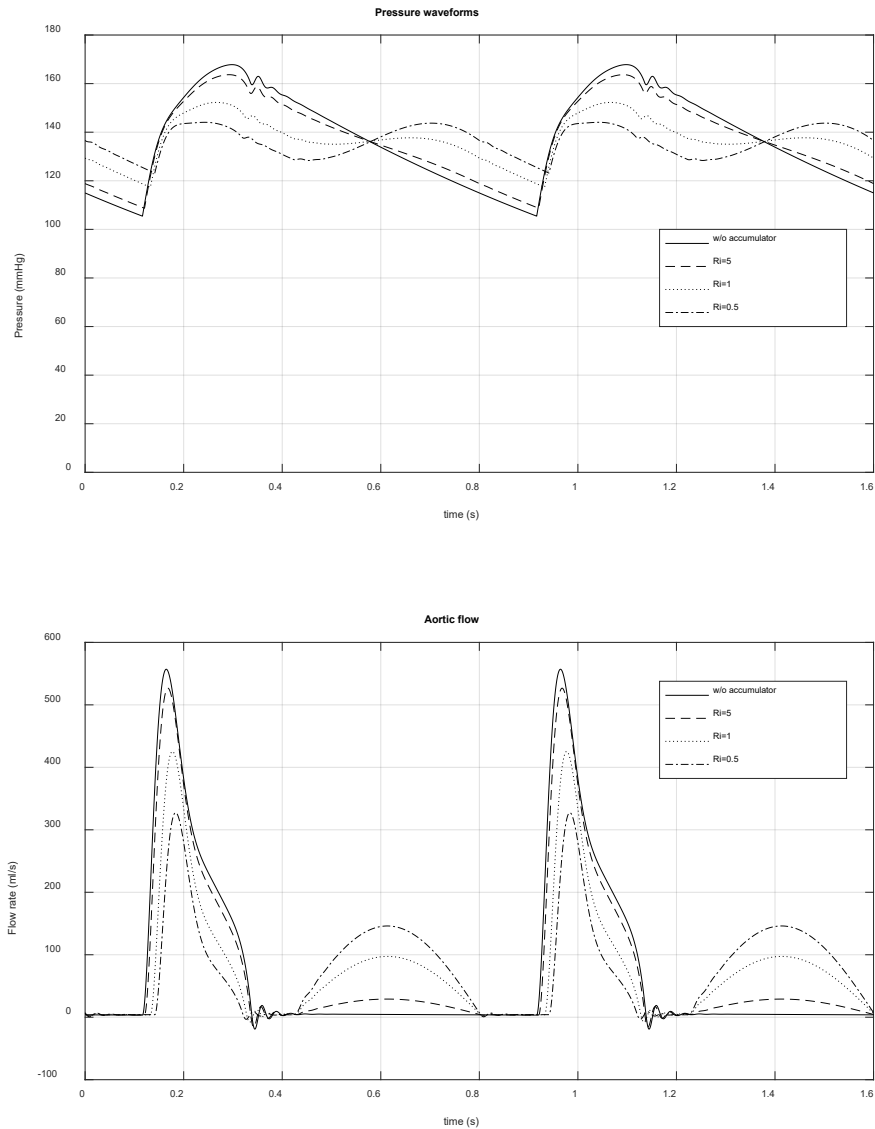 Pressure waveforms
180
160
140
120
100
80
60
40
20
0
Pressure (mmHg)
w/o accumulator
Ri=5
Ri=1
Ri=0.5
0 0.2 0.4 0.6 0.8 1 1.2 1.4 1.6
time (s)
Aortic flow
600
500
400
300
200
100
0
-100
Flow rate (ml/s)
w/o accumulator
Ri=5
Ri=1
Ri=0.5
0 0.2 0.4 0.6 0.8 1 1.2 1.4 1.6
time (s)